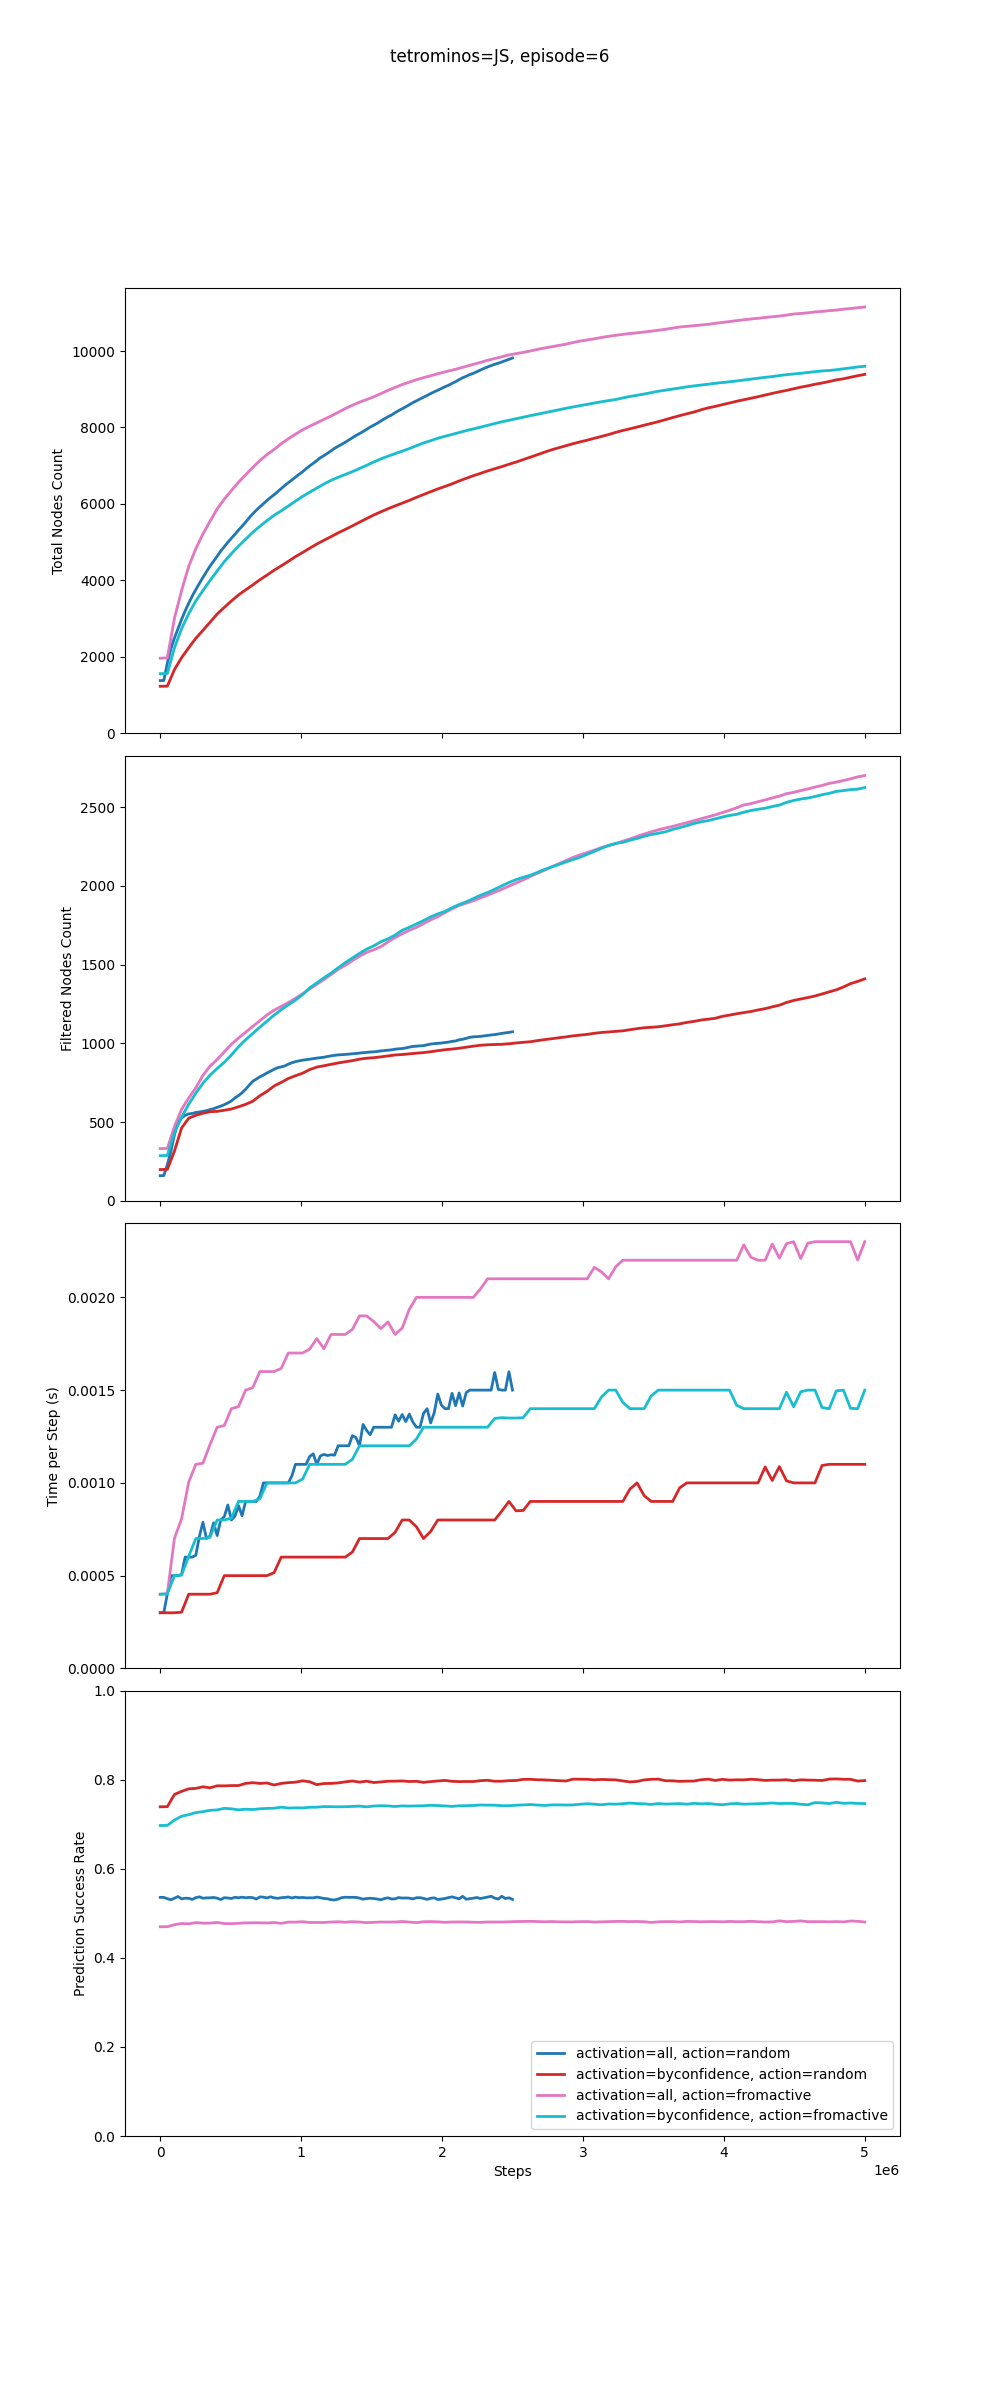 tetrominos=JS, episode=6
10000
8000
6000
4000
2000
0
Total Nodes Count
2500
2000
1500
1000
500
0
Filtered Nodes Count
0.0020
0.0015
0.0010
0.0005
0.0000
Time per Step (s)
1.0
0.8
0.6
0.4
0.2
0.0
Prediction Success Rate
activation=all, action=random
activation=byconfidence, action=random
activation=all, action=fromactive
activation=byconfidence, action=fromactive
0 1 2 3 4 5
Steps
1e6